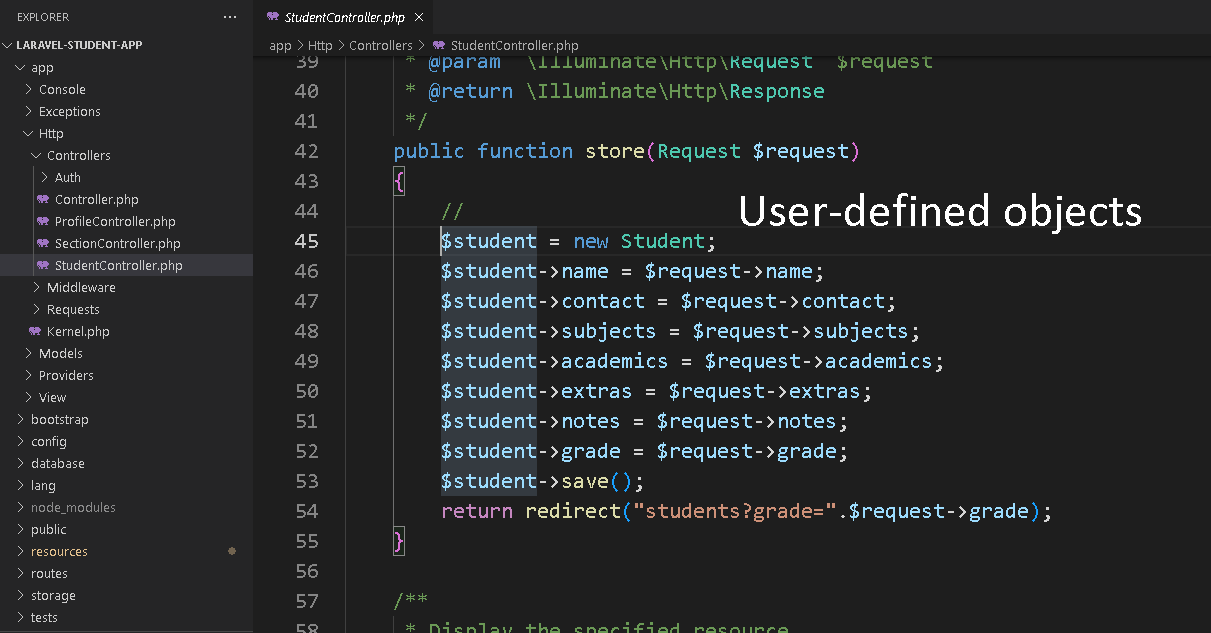 EXPLORER
···
StudentController.php ×
LARAVEL-STUDENT-APP
app > Http > Controllers > StudentController.php
app
Console
Exceptions
Http
Controllers
Auth
Controller.php
ProfileController.php
SectionController.php
StudentController.php
Middleware
Requests
Kernel.php
Models
Providers
View
bootstrap
config
database
lang
node_modules
public
resources
routes
storage
tests
39 * @param \Illuminate\Http\Request $request
40 * @return \Illuminate\Http\Response
41 */
42 public function store(Request $request)
43 {
44 //
User-defined objects
45 $student = new Student;
46 $student->name = $request->name;
47 $student->contact = $request->contact;
48 $student->subjects = $request->subjects;
49 $student->academics = $request->academics;
50 $student->extras = $request->extras;
51 $student->notes = $request->notes;
52 $student->grade = $request->grade;
53 $student->save();
54 return redirect("students?grade=".$request->grade);
55 }
56
57 /**
58 * Display the specified resource